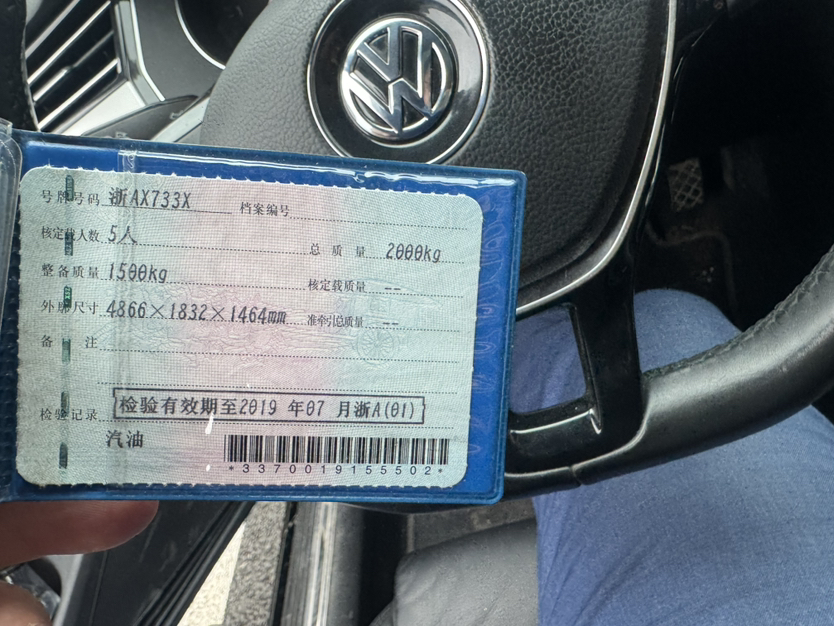 号牌号码 浙AX733X 档案编号
核定载人数 5人 总质量 2000kg
整备质量 1500kg 核定载质量 --
外廓尺寸 4866×1832×1464mm 准牵引总质量 --
备注
检验记录 检验有效期至2019年07月浙A(01)
汽油
*3370019155502*